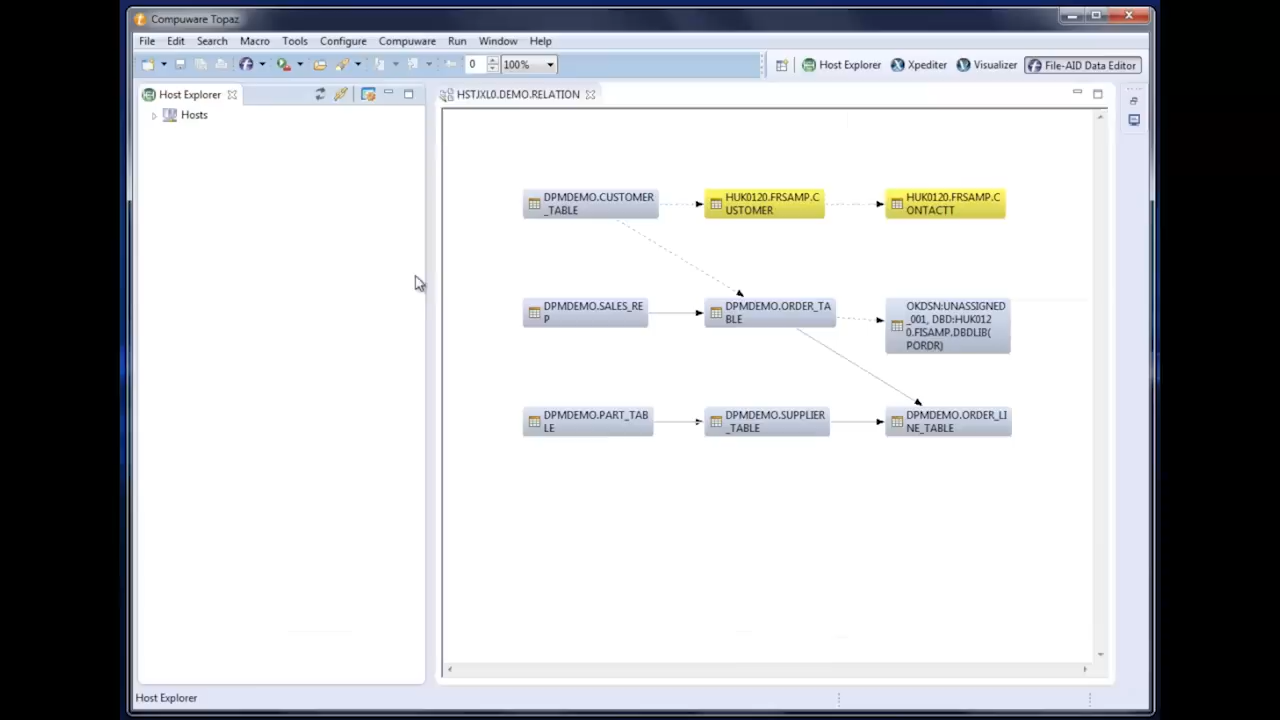 Compuware Topaz
File Edit Search Macro Tools Configure Compuware Run Window Help
0 100% Host Explorer Xpediter Visualizer File-AID Data Editor
Host Explorer
Hosts
HSTJXL0.DEMO.RELATION
DPMDEMO.CUSTOMER
_TABLE
HUK0120.FRSAMP.C
USTOMER
HUK0120.FRSAMP.C
ONTACTT
DPMDEMO.SALES_RE
P
DPMDEMO.ORDER_TA
BLE
OKDSN:UNASSIGNED
_001, DBD:HUK012
0.FISAMP.DBDLIB(
PORDR)
DPMDEMO.PART_TAB
LE
DPMDEMO.SUPPLIER
_TABLE
DPMDEMO.ORDER_LI
NE_TABLE
Host Explorer